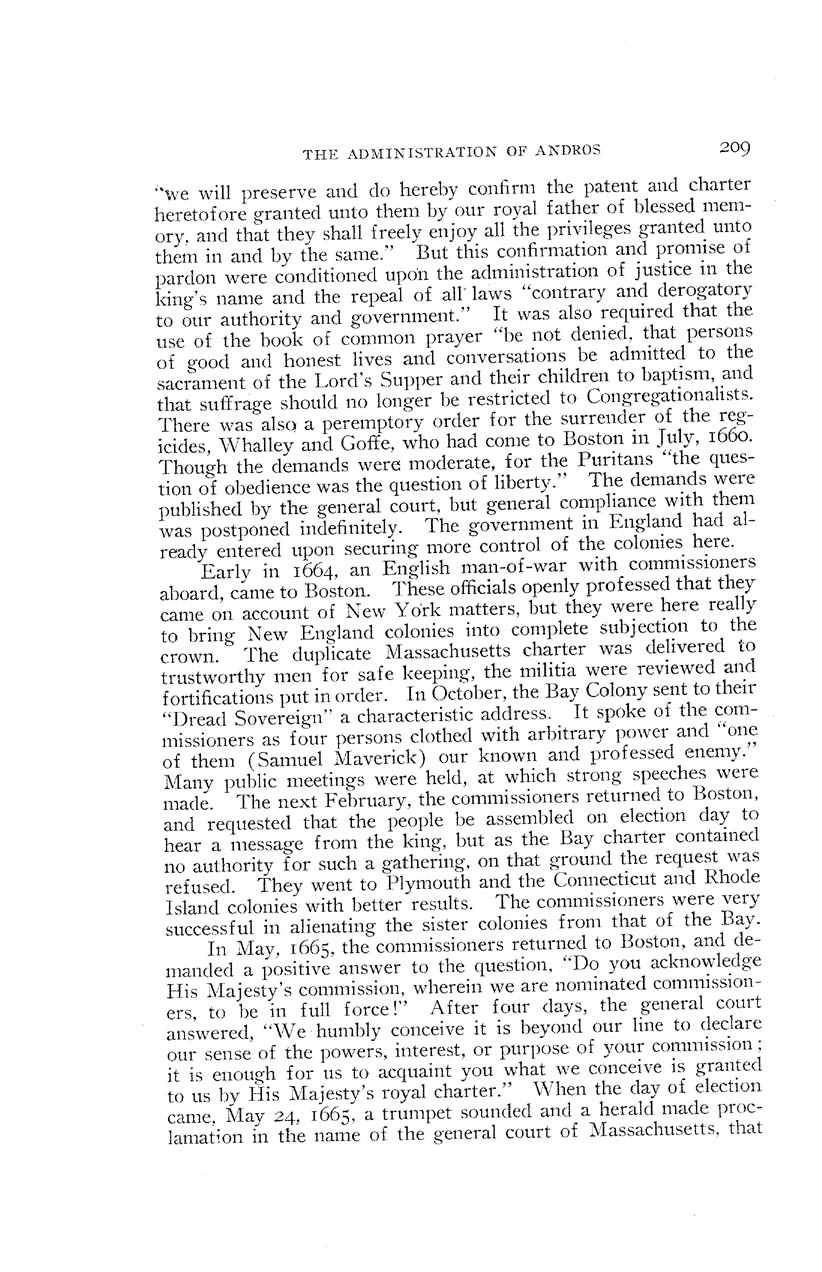 THE ADMINISTRATION OF ANDROS 209
"we will preserve and do hereby confirm the patent and charter
heretofore granted unto them by our royal father of blessed mem-
ory, and that they shall freely enjoy all the privileges granted unto
them in and by the same." But this confirmation and promise of
pardon were conditioned upon the administration of justice in the
king's name and the repeal of all laws "contrary and derogatory
to our authority and government." It was also required that the
use of the book of common prayer "be not denied, that persons
of good and honest lives and conversations be admitted to the
sacrament of the Lord's Supper and their children to baptism, and
that suffrage should no longer be restricted to Congregationalists.
There was also a peremptory order for the surrender of the reg-
icides, Whalley and Goffe, who had come to Boston in July, 1660.
Though the demands were moderate, for the Puritans "the ques-
tion of obedience was the question of liberty." The demands were
published by the general court, but general compliance with them
was postponed indefinitely. The government in England had al-
ready entered upon securing more control of the colonies here.
Early in 1664, an English man-of-war with commissioners
aboard, came to Boston. These officials openly professed that they
came on account of New York matters, but they were here really
to bring New England colonies into complete subjection to the
crown. The duplicate Massachusetts charter was delivered to
trustworthy men for safe keeping, the militia were reviewed and
fortifications put in order. In October, the Bay Colony sent to their
"Dread Sovereign" a characteristic address. It spoke of the com-
missioners as four persons clothed with arbitrary power and "one
of them (Samuel Maverick) our known and professed enemy."
Many public meetings were held, at which strong speeches were
made. The next February, the commissioners returned to Boston,
and requested that the people be assembled on election day to
hear a message from the king, but as the Bay charter contained
no authority for such a gathering, on that ground the request was
refused. They went to Plymouth and the Connecticut and Rhode
Island colonies with better results. The commissioners were very
successful in alienating the sister colonies from that of the Bay.
In May, 1665, the commissioners returned to Boston, and de-
manded a positive answer to the question, "Do you acknowledge
His Majesty's commission, wherein we are nominated commission-
ers, to be in full force!" After four days, the general court
answered, "We humbly conceive it is beyond our line to declare
our sense of the powers, interest, or purpose of your commission;
it is enough for us to acquaint you what we conceive is granted
to us by His Majesty's royal charter." When the day of election
came, May 24, 1665, a trumpet sounded and a herald made proc-
lamation in the name of the general court of Massachusetts, that